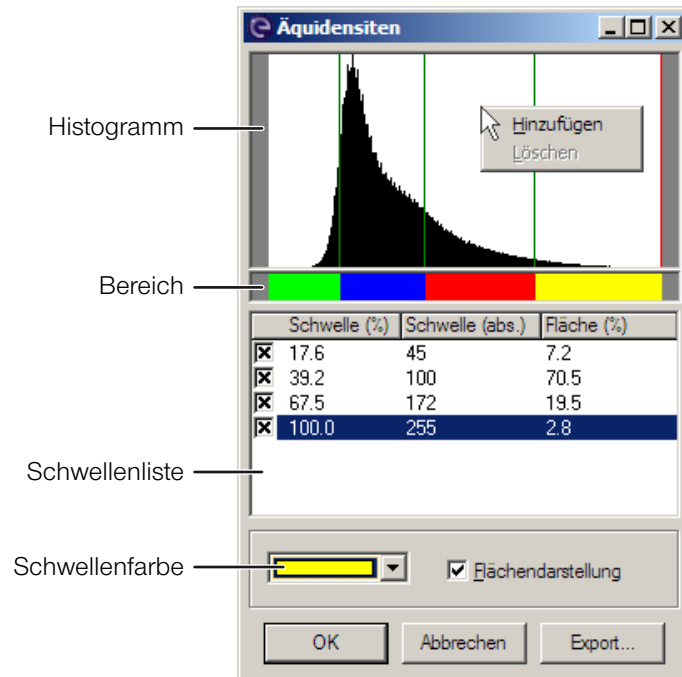 Äquidensiten
Histogramm
Hinzufügen
Löschen
Bereich
Schwelle (%) Schwelle (abs.) Fläche (%)
17.6 45 7.2
39.2 100 70.5
67.5 172 19.5
100.0 255 2.8
Schwellenliste
Schwellenfarbe
Flächendarstellung
OK Abbrechen Export...